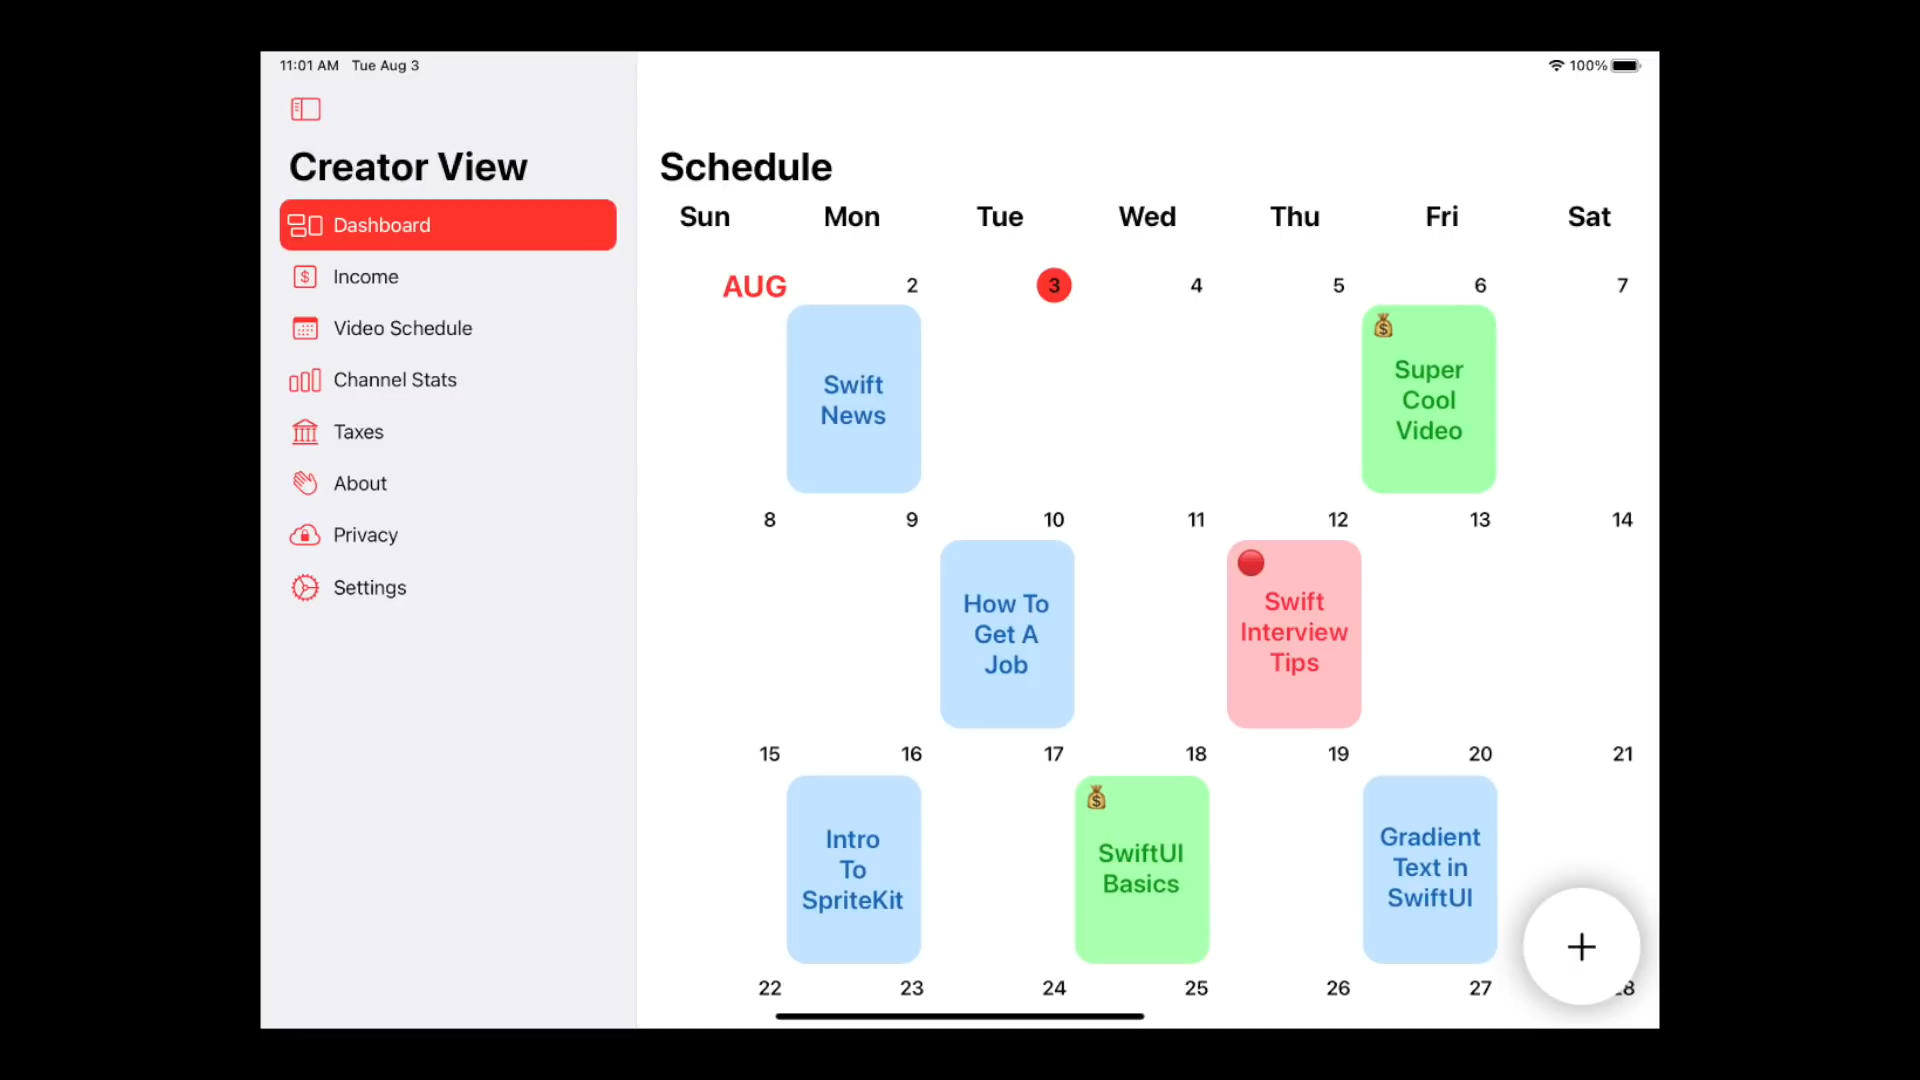 11:01 AM Tue Aug 3
100%
Creator View
Dashboard
Income
Video Schedule
Channel Stats
Taxes
About
Privacy
Settings
Schedule
Sun Mon Tue Wed Thu Fri Sat
AUG 2 3 4 5 6 7
Swift
News
Super
Cool
Video
8 9 10 11 12 13 14
How To
Get A
Job
Swift
Interview
Tips
15 16 17 18 19 20 21
Intro
To
SpriteKit
SwiftUI
Basics
Gradient
Text in
SwiftUI
22 23 24 25 26 27 28